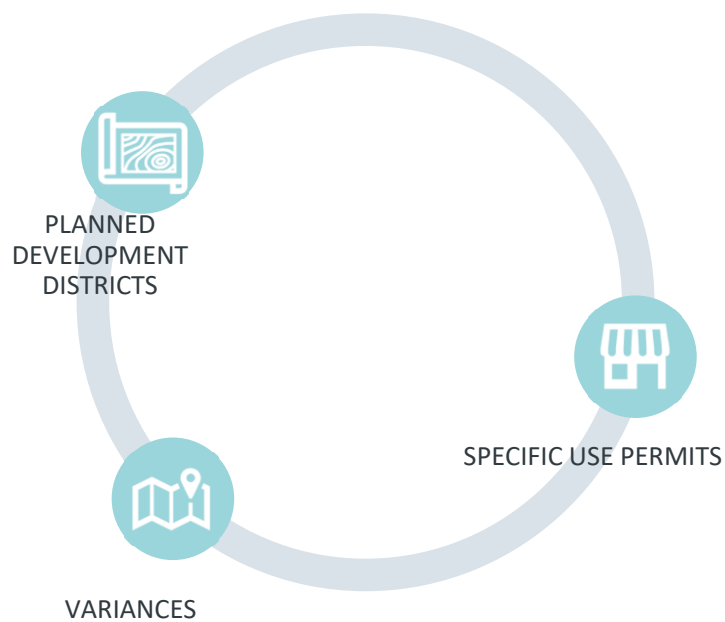 PLANNED
DEVELOPMENT
DISTRICTS
SPECIFIC USE PERMITS
VARIANCES